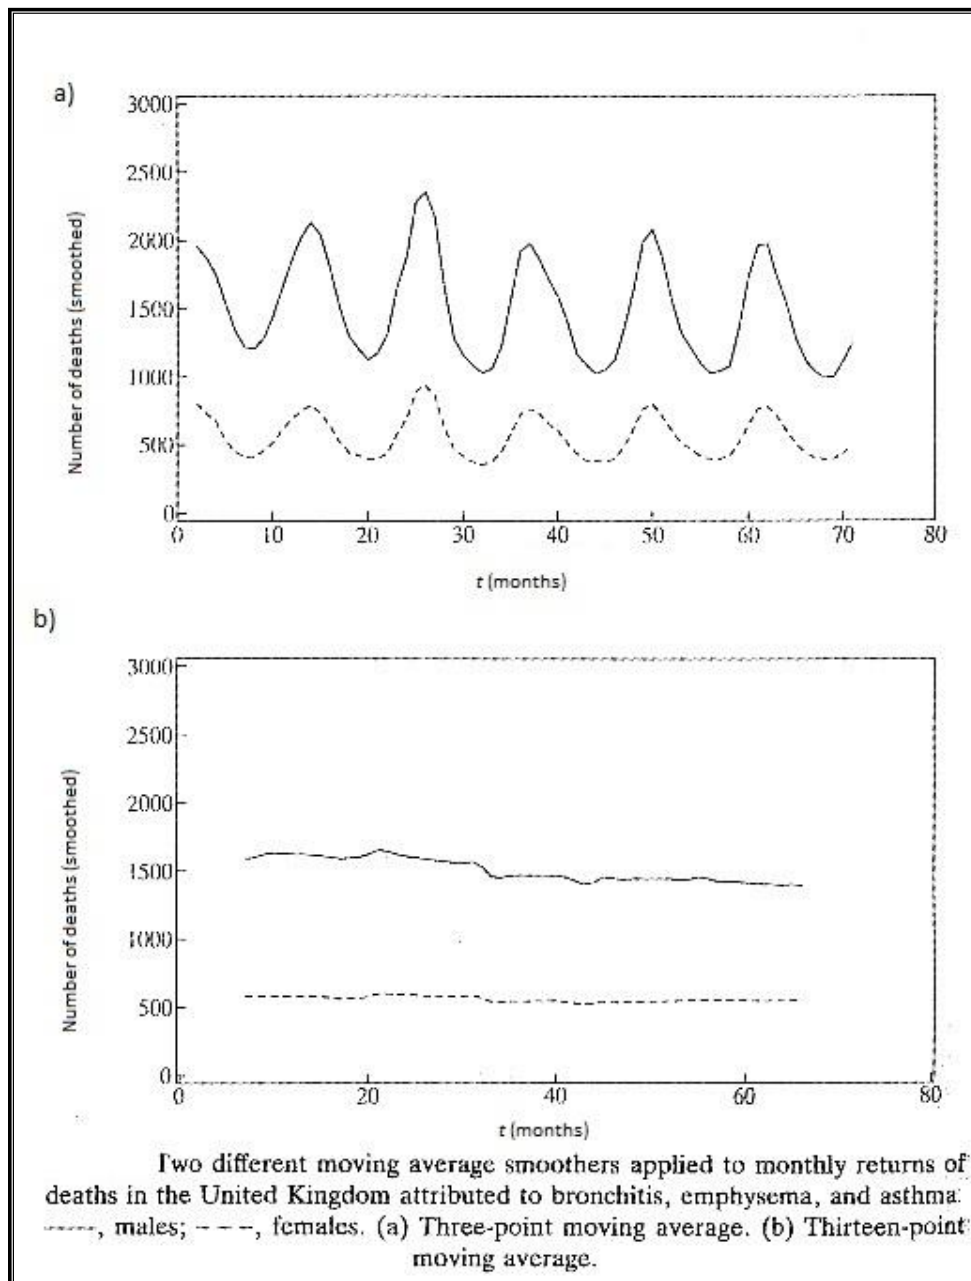 a)
Number of deaths (smoothed)
3000
2500
2000
1500
1000
500
0
0 10 20 30 40 50 60 70 80
t (months)
b)
Number of deaths (smoothed)
3000
2500
2000
1500
1000
500
0
0 20 40 60 80
t (months)
Two different moving average smoothers applied to monthly returns of
deaths in the United Kingdom attributed to bronchitis, emphysema, and asthma:
——, males; - - -, females. (a) Three-point moving average. (b) Thirteen-point
moving average.